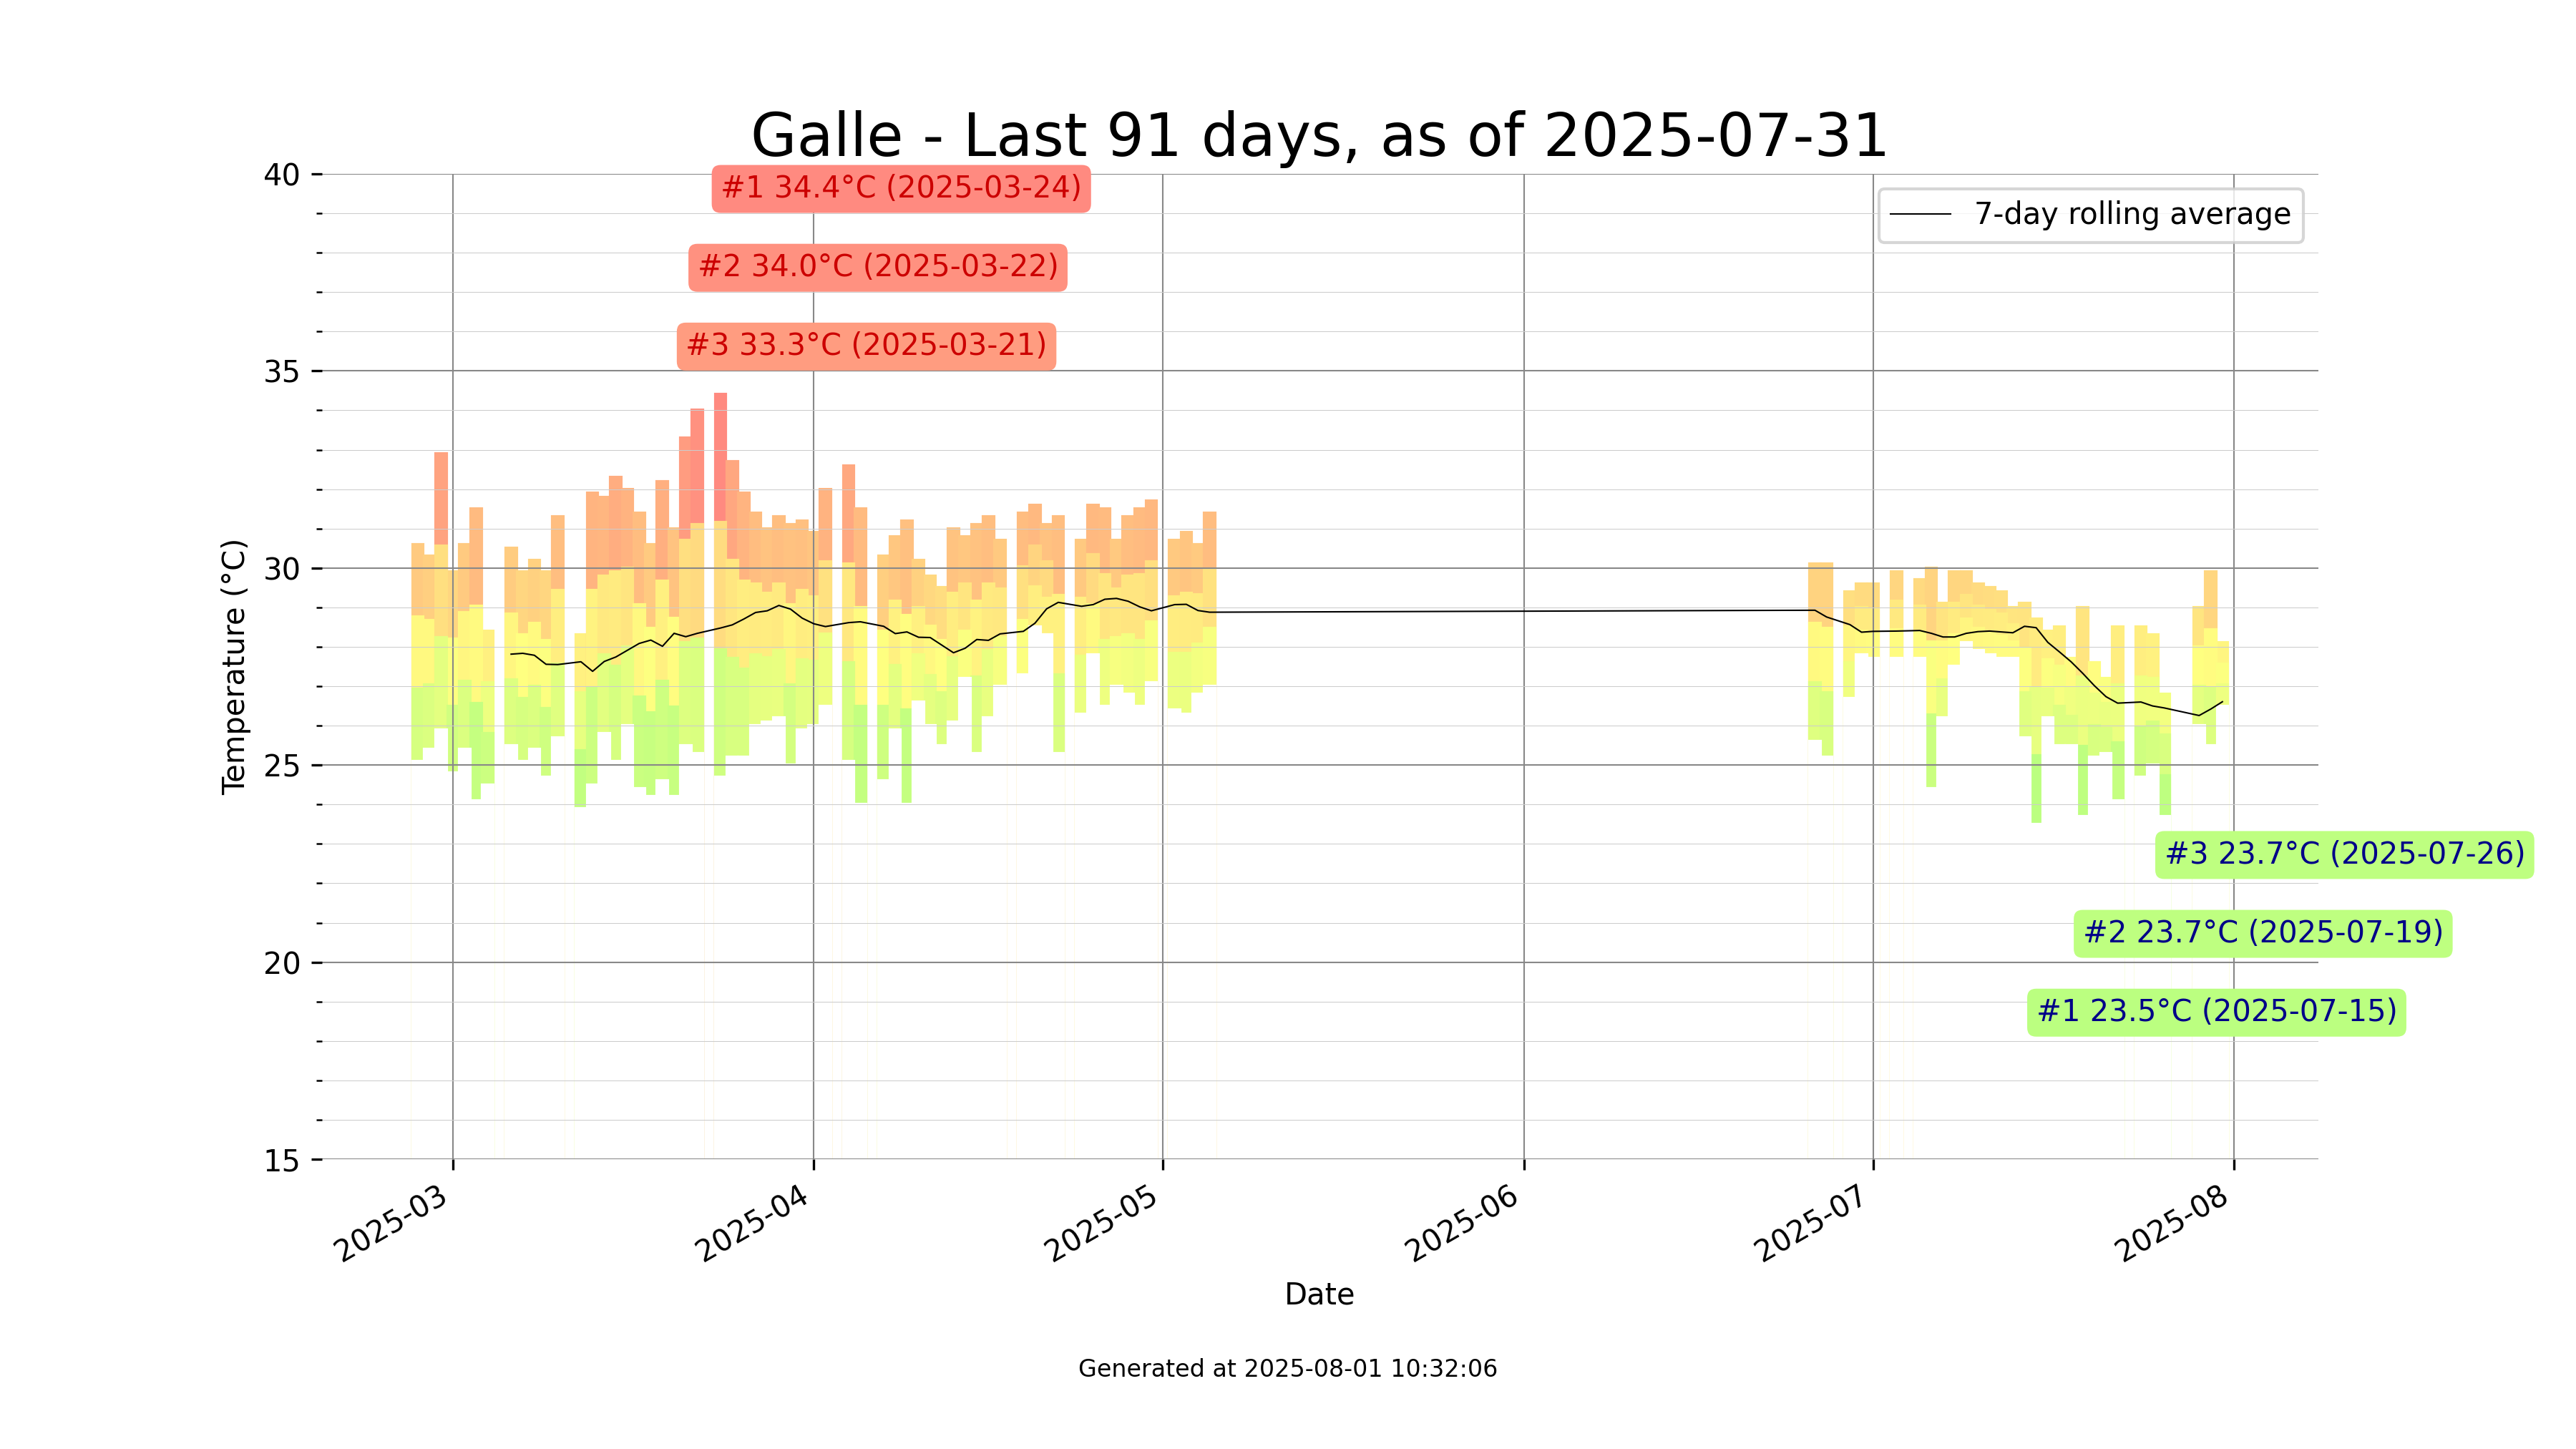 Galle - Last 91 days, as of 2025-07-31
#1 34.4°C (2025-03-24)
#2 34.0°C (2025-03-22)
#3 33.3°C (2025-03-21)
7-day rolling average
Temperature (°C)
40
35
30
25
20
15
#3 23.7°C (2025-07-26)
#2 23.7°C (2025-07-19)
#1 23.5°C (2025-07-15)
2025-03
2025-04
2025-05
2025-06
2025-07
2025-08
Date
Generated at 2025-08-01 10:32:06